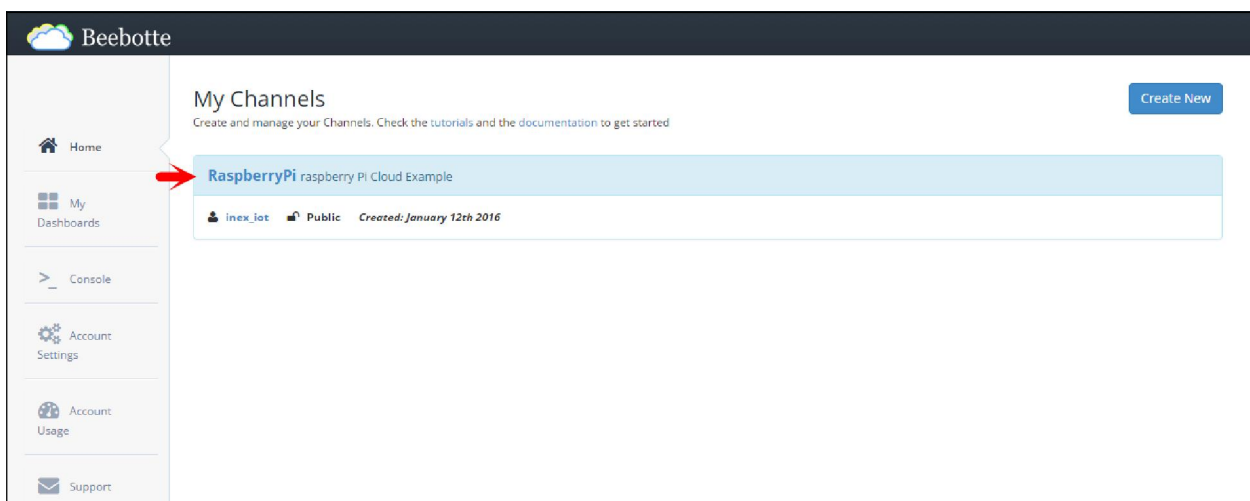 Beebotte
My Channels
Create New
Create and manage your Channels. Check the tutorials and the documentation to get started
Home
RaspberryPi raspberry Pi Cloud Example
My
Dashboards
inex_iot Public Created: January 12th 2016
>_ Console
Account
Settings
Account
Usage
Support